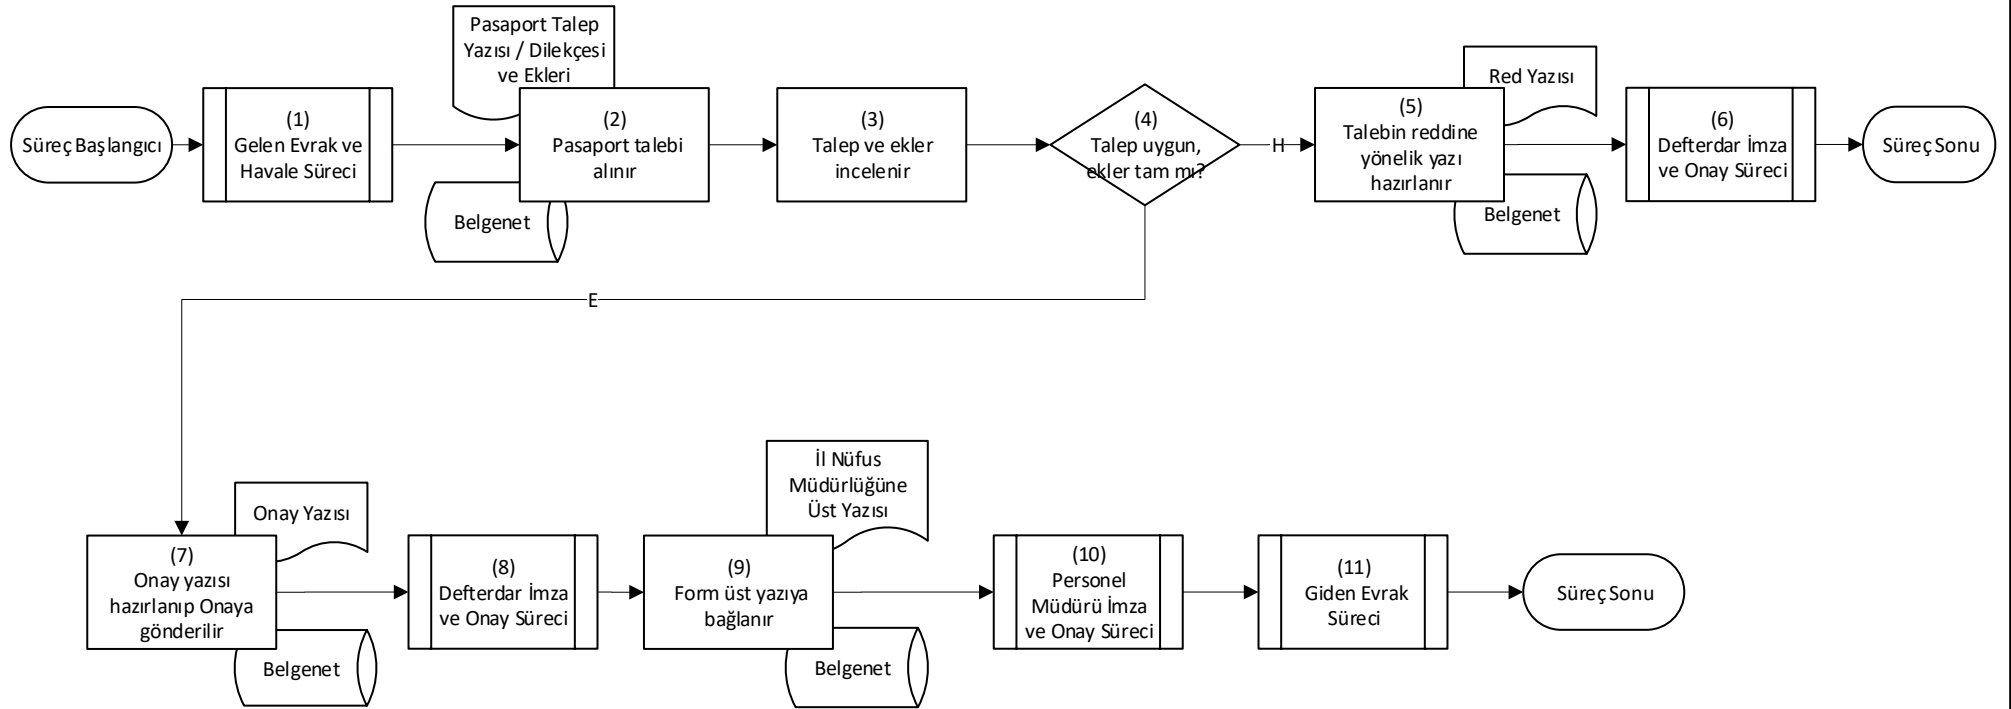 Süreç Başlangıcı
(1)
Gelen Evrak ve
Havale Süreci
Pasaport Talep
Yazısı / Dilekçesi
ve Ekleri
(2)
Pasaport talebi
alınır
Belgenet
(3)
Talep ve ekler
incelenir
(4)
Talep uygun,
ekler tam mı?
H
Red Yazısı
(5)
Talebin reddine
yönelik yazı
hazırlanır
Belgenet
(6)
Defterdar İmza
ve Onay Süreci
Süreç Sonu
E
Onay Yazısı
(7)
Onay yazısı
hazırlanıp Onaya
gönderilir
Belgenet
(8)
Defterdar İmza
ve Onay Süreci
İl Nüfus
Müdürlüğüne
Üst Yazısı
(9)
Form üst yazıya
bağlanır
Belgenet
(10)
Personel
Müdürü İmza
ve Onay Süreci
(11)
Giden Evrak
Süreci
Süreç Sonu